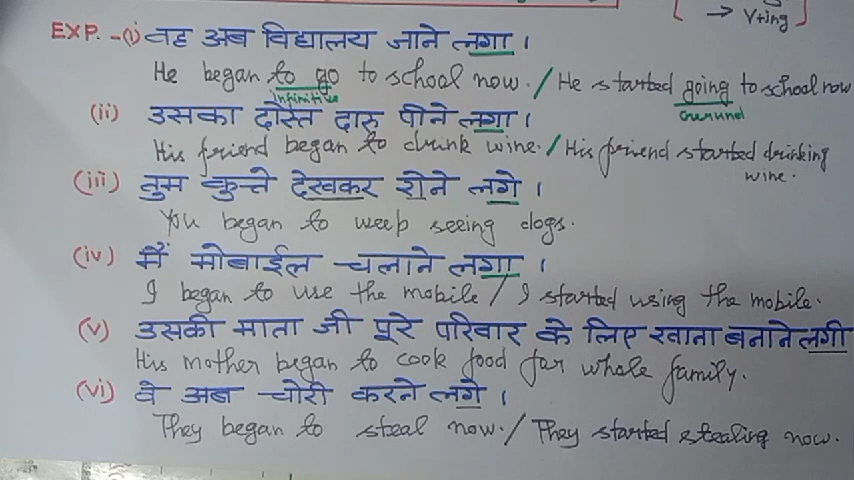 [ → V+ing ]
EXP. -(i) वह अब विद्यालय जाने लगा ।
He began to go to school now. / He started going to school now
infinitive
Gerund
(ii) उसका दोस्त दारू पीने लगा ।
His friend began to drink wine. / His friend started drinking
wine.
(iii) तुम कुत्ते देखकर रोने लगे ।
You began to weep seeing dogs.
(iv) मैं मोबाईल चलाने लगा ।
I began to use the mobile / I started using the mobile.
(v) उसकी माता जी पूरे परिवार के लिए खाना बनाने लगी
His mother began to cook food for whole family.
(vi) वे अब चोरी करने लगे ।
They began to steal now. / They started stealing now.